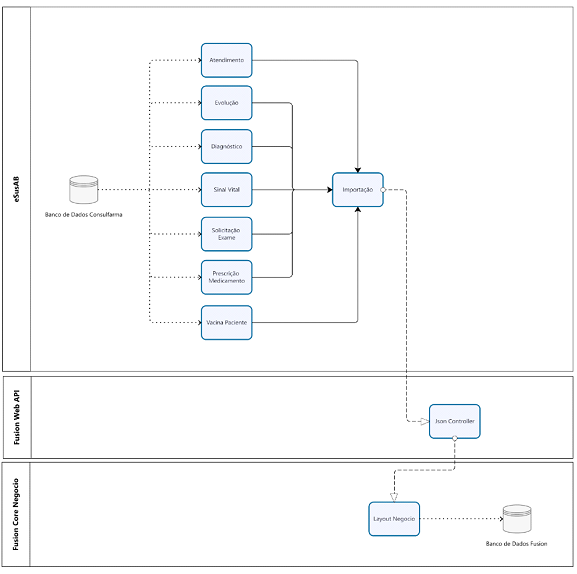 eSusAB
Atendimento
Evolução
Diagnóstico
Sinal Vital
Solicitação
Exame
Prescrição
Medicamento
Vacina Paciente
Banco de Dados Consulfarma
Importação
Fusion Web API
Json Controller
Fusion Core Negocio
Layout Negocio
Banco de Dados Fusion